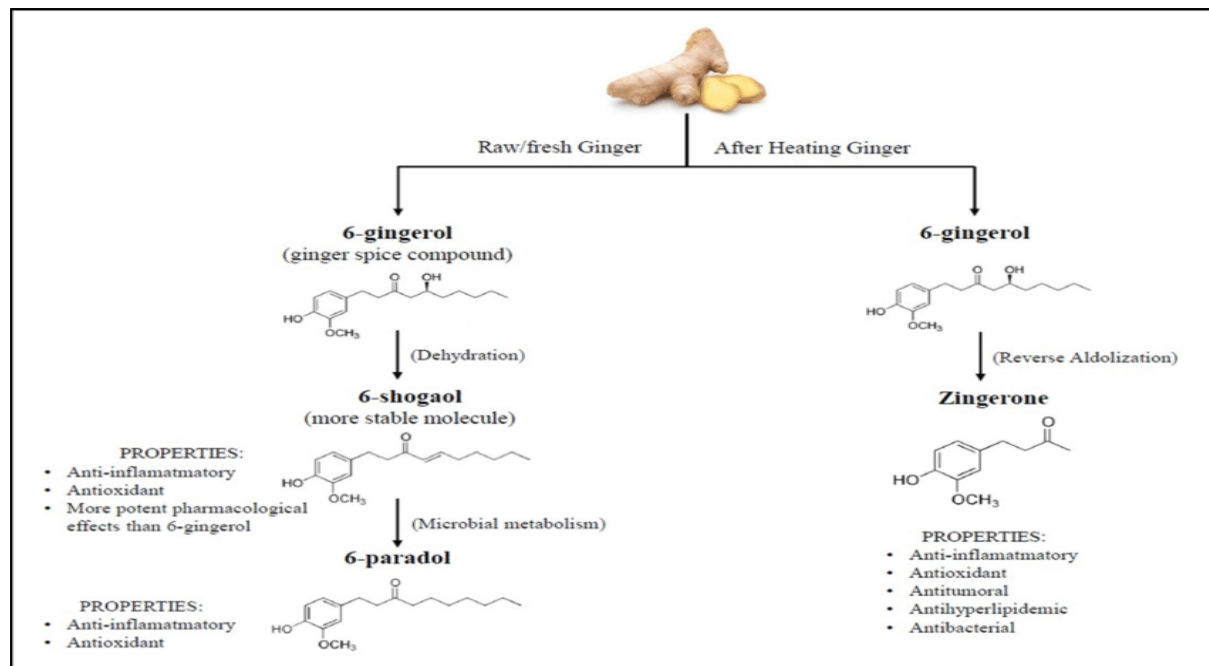 Raw/fresh Ginger
After Heating Ginger
6-gingerol
(ginger spice compound)
O
OH
HO
OCH3
(Dehydration)
6-shogaol
(more stable molecule)
PROPERTIES:
• Anti-inflamatmatory
• Antioxidant
• More potent pharmacological
effects than 6-gingerol
O
HO
OCH3
(Microbial metabolism)
6-paradol
PROPERTIES:
• Anti-inflamatmatory
• Antioxidant
O
HO
OCH3
6-gingerol
O
OH
HO
OCH3
(Reverse Aldolization)
Zingerone
O
HO
OCH3
PROPERTIES:
• Anti-inflamatmatory
• Antioxidant
• Antitumoral
• Antihyperlipidemic
• Antibacterial